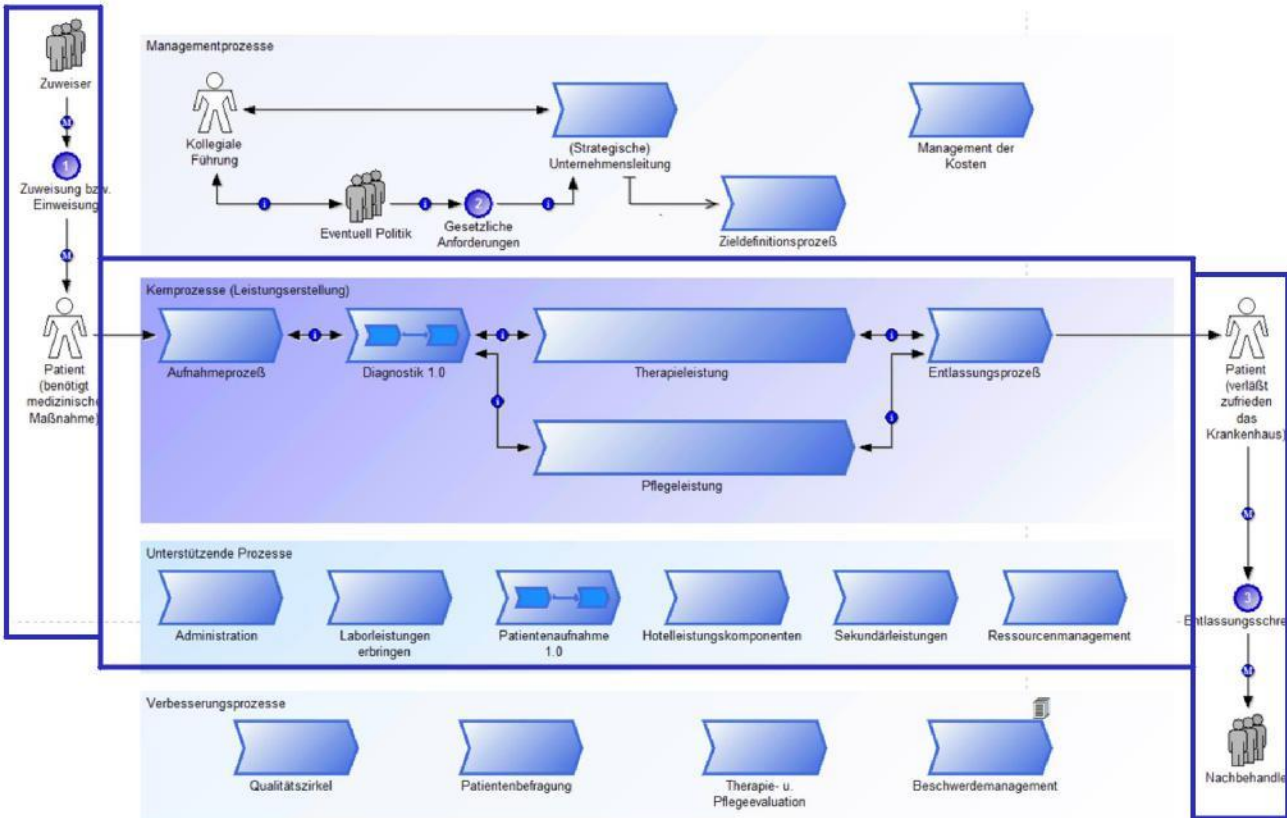 Zuweiser
M
1
Zuweisung bzw.
Einweisung
M
Patient
(benötigt
medizinische
Maßnahme)
Managementprozesse
Kollegiale
Führung
(Strategische)
Unternehmensleitung
Management der
Kosten
i
Eventuell Politik
i
2
Gesetzliche
Anforderungen
i
Zieldefinitionsprozeß
Kernprozesse (Leistungserstellung)
Aufnahmeprozeß
i
Diagnostik 1.0
i
Therapieleistung
i
Entlassungsprozeß
i
Pflegeleistung
i
Unterstützende Prozesse
Administration
Laborleistungen
erbringen
Patientenaufnahme
1.0
Hotelleistungskomponenten
Sekundärleistungen
Ressourcenmanagement
Verbesserungsprozesse
Qualitätszirkel
Patientenbefragung
Therapie- u.
Pflegeevaluation
Beschwerdemanagement
Patient
(verläßt
zufrieden
das
Krankenhaus)
M
3
Entlassungsschre
M
Nachbehandle